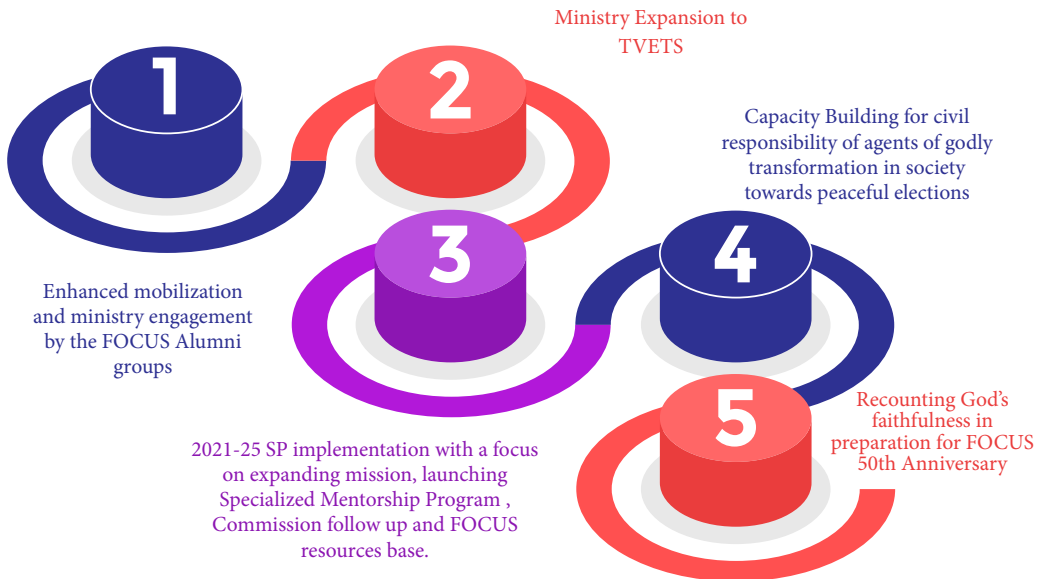 1
Enhanced mobilization
and ministry engagement
by the FOCUS Alumni
groups
2
Ministry Expansion to
TVETS
3
2021-25 SP implementation with a focus
on expanding mission, launching
Specialized Mentorship Program ,
Commission follow up and FOCUS
resources base.
4
Capacity Building for civil
responsibility of agents of godly
transformation in society
towards peaceful elections
5
Recounting God’s
faithfulness in
preparation for FOCUS
50th Anniversary